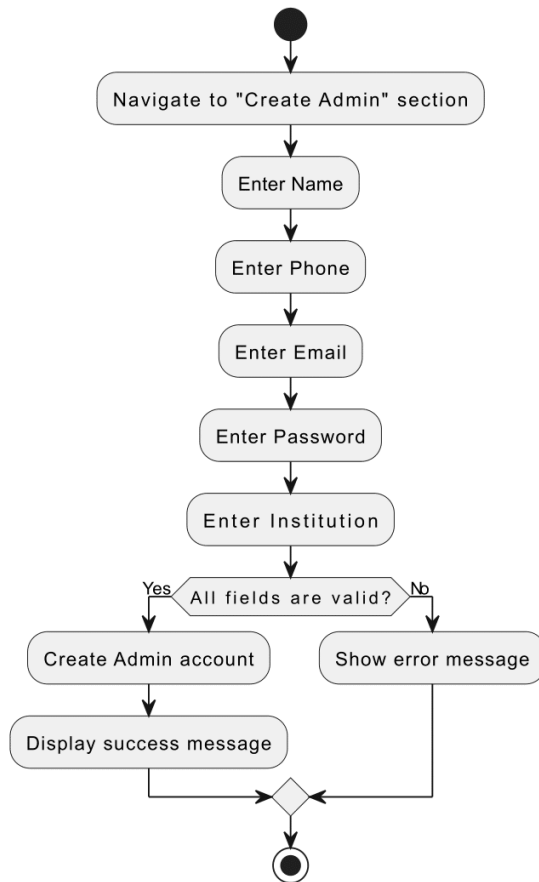 Navigate to "Create Admin" section
Enter Name
Enter Phone
Enter Email
Enter Password
Enter Institution
Yes
All fields are valid?
No
Create Admin account
Show error message
Display success message